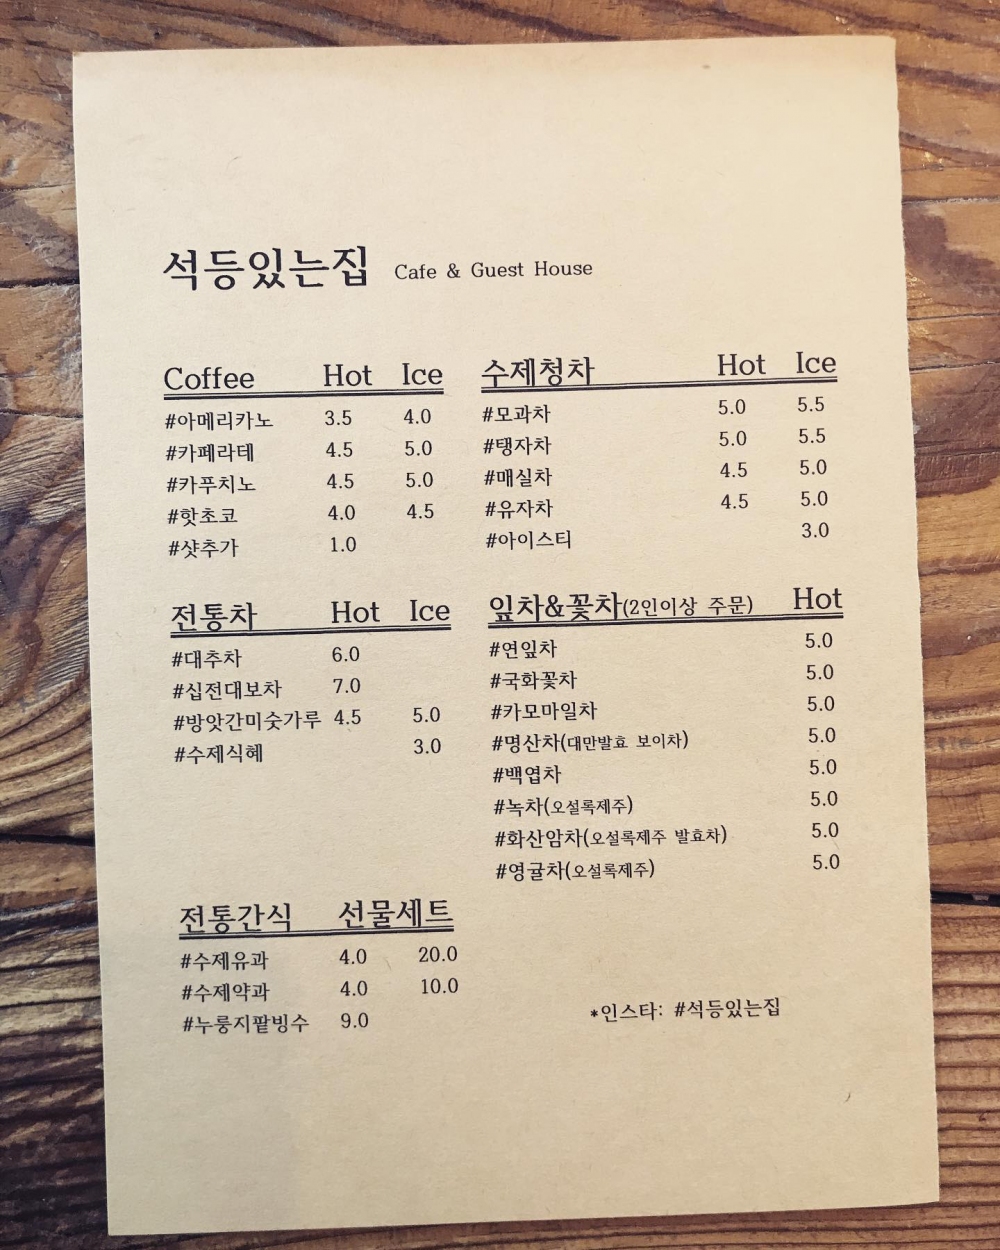 석등있는집 Cafe & Guest House
Coffee Hot Ice
#아메리카노 3.5 4.0
#카페라테 4.5 5.0
#카푸치노 4.5 5.0
#핫초코 4.0 4.5
#샷추가 1.0
수제청차 Hot Ice
#모과차 5.0 5.5
#탱자차 5.0 5.5
#매실차 4.5 5.0
#유자차 4.5 5.0
#아이스티 3.0
전통차 Hot Ice
#대추차 6.0
#십전대보차 7.0
#방앗간미숫가루 4.5 5.0
#수제식혜 3.0
잎차&꽃차(2인이상 주문) Hot
#연잎차 5.0
#국화꽃차 5.0
#카모마일차 5.0
#명산차(대만발효 보이차) 5.0
#백엽차 5.0
#녹차(오설록제주) 5.0
#화산암차(오설록제주 발효차) 5.0
#영귤차(오설록제주) 5.0
전통간식 선물세트
#수제유과 4.0 20.0
#수제약과 4.0 10.0
#누룽지팥빙수 9.0
*인스타: #석등있는집